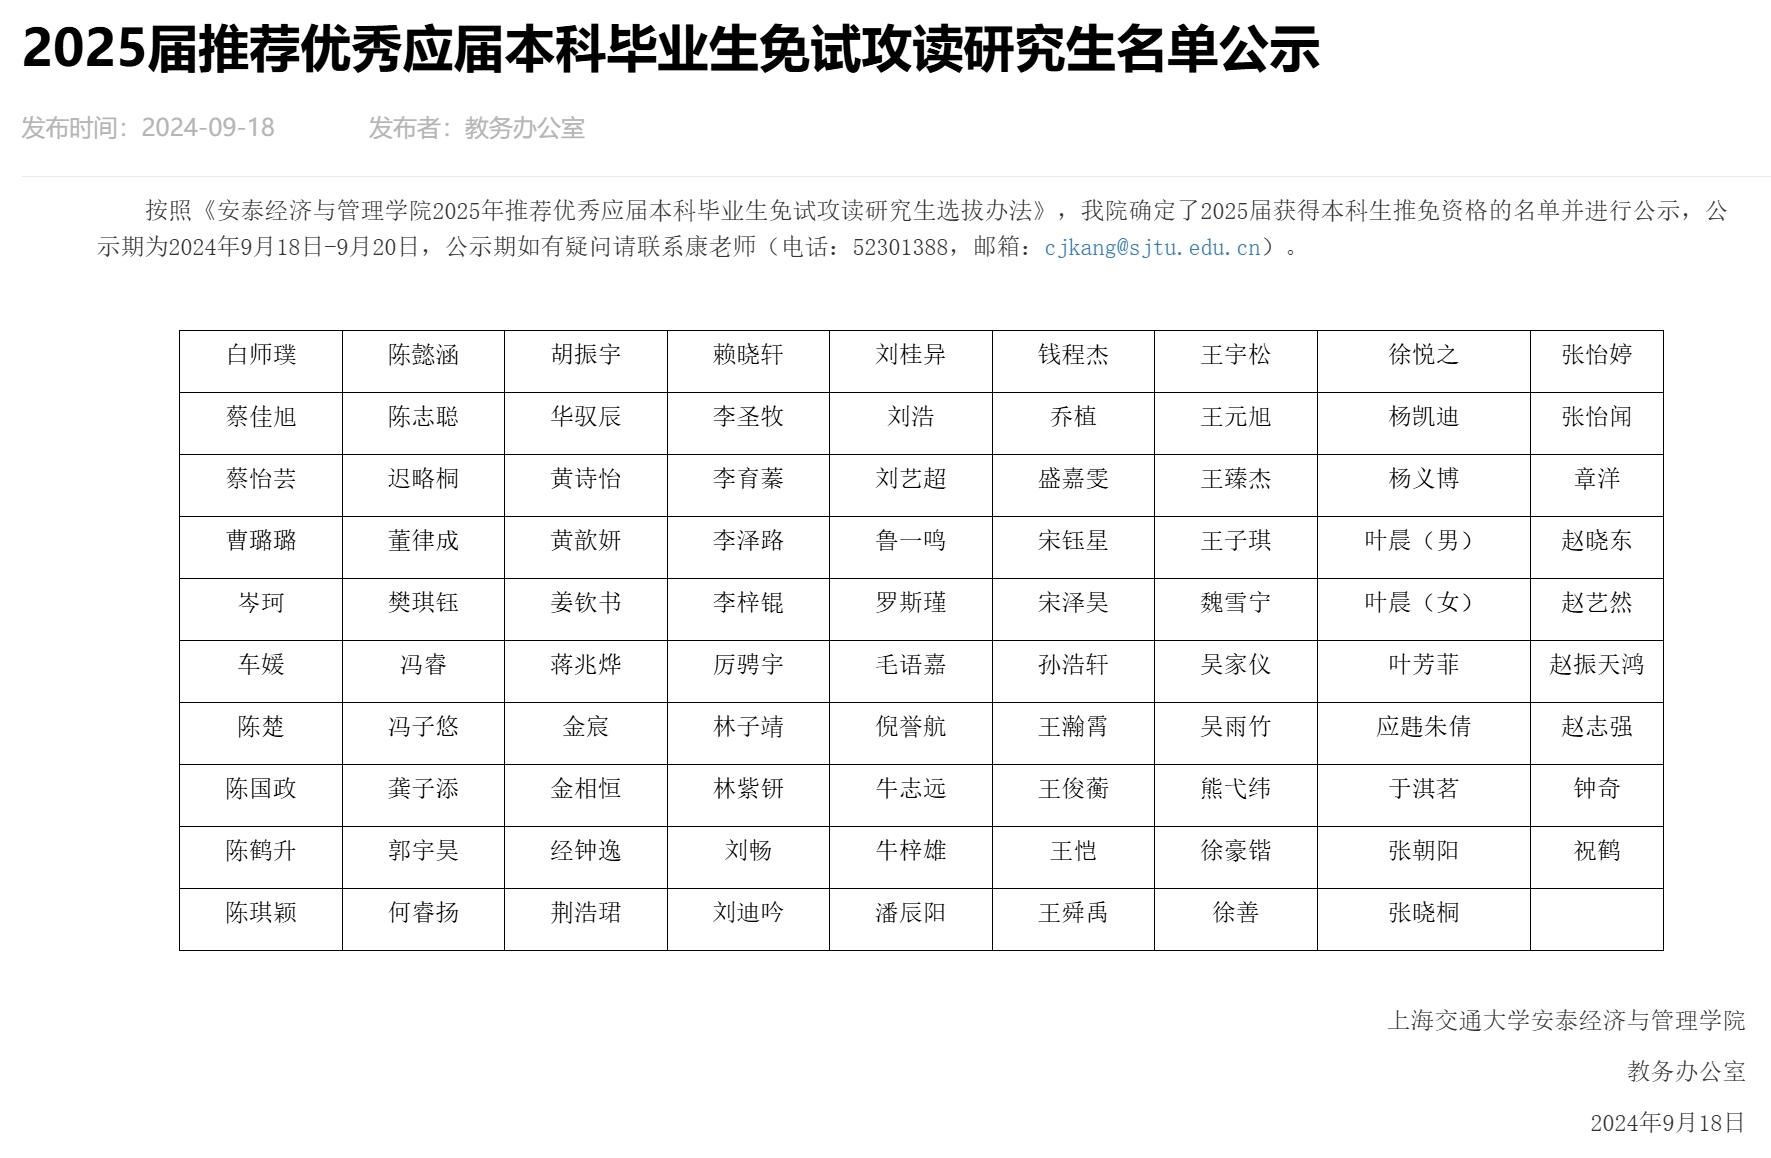 2025届推荐优秀应届本科毕业生免试攻读研究生名单公示
发布时间：2024-09-18 发布者：教务办公室
按照《安泰经济与管理学院2025年推荐优秀应届本科毕业生免试攻读研究生选拔办法》，我院确定了2025届获得本科生推免资格的名单并进行公示，公
示期为2024年9月18日-9月20日，公示期如有疑问请联系康老师（电话：52301388，邮箱：cjkang@sjtu.edu.cn）。
白师璞 陈懿涵 胡振宇 赖晓轩 刘桂异 钱程杰 王宇松 徐悦之 张怡婷
蔡佳旭 陈志聪 华驭辰 李圣牧 刘浩 乔植 王元旭 杨凯迪 张怡闻
蔡怡芸 迟略桐 黄诗怡 李育蓁 刘艺超 盛嘉雯 王臻杰 杨义博 章洋
曹璐璐 董律成 黄歆妍 李泽路 鲁一鸣 宋钰星 王子琪 叶晨（男） 赵晓东
岑珂 樊琪钰 姜钦书 李梓锟 罗斯瑾 宋泽昊 魏雪宁 叶晨（女） 赵艺然
车媛 冯睿 蒋兆烨 厉骋宇 毛语嘉 孙浩轩 吴家仪 叶芳菲 赵振天鸿
陈楚 冯子悠 金宸 林子靖 倪誉航 王瀚霄 吴雨竹 应韪朱倩 赵志强
陈国政 龚子添 金相恒 林紫钘 牛志远 王俊蘅 熊弋纬 于淇茗 钟奇
陈鹤升 郭宇昊 经钟逸 刘畅 牛梓雄 王恺 徐豪锴 张朝阳 祝鹤
陈琪颖 何睿扬 荆浩珺 刘迪吟 潘辰阳 王舜禹 徐善 张晓桐
上海交通大学安泰经济与管理学院
教务办公室
2024年9月18日